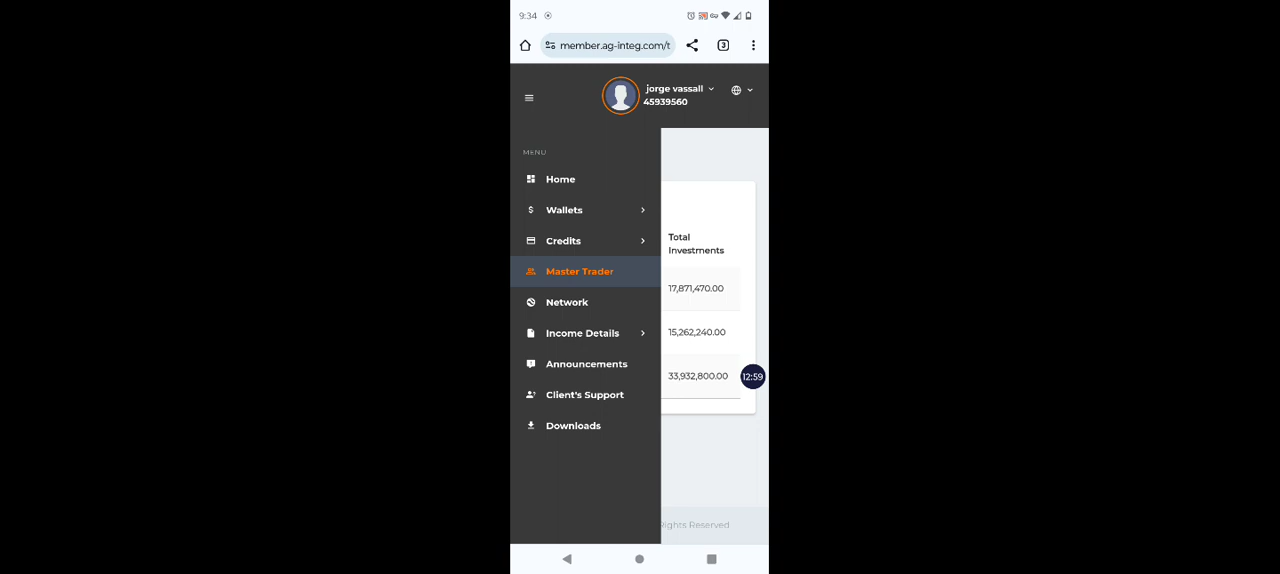 9:34
member.ag-integ.com/t
3
jorge vassall
45939560
MENU
Home
Wallets
Credits
Master Trader
Network
Income Details
Announcements
Client's Support
Downloads
Total
Investments
17,871,470.00
15,262,240.00
33,932,800.00
12:59
Rights Reserved